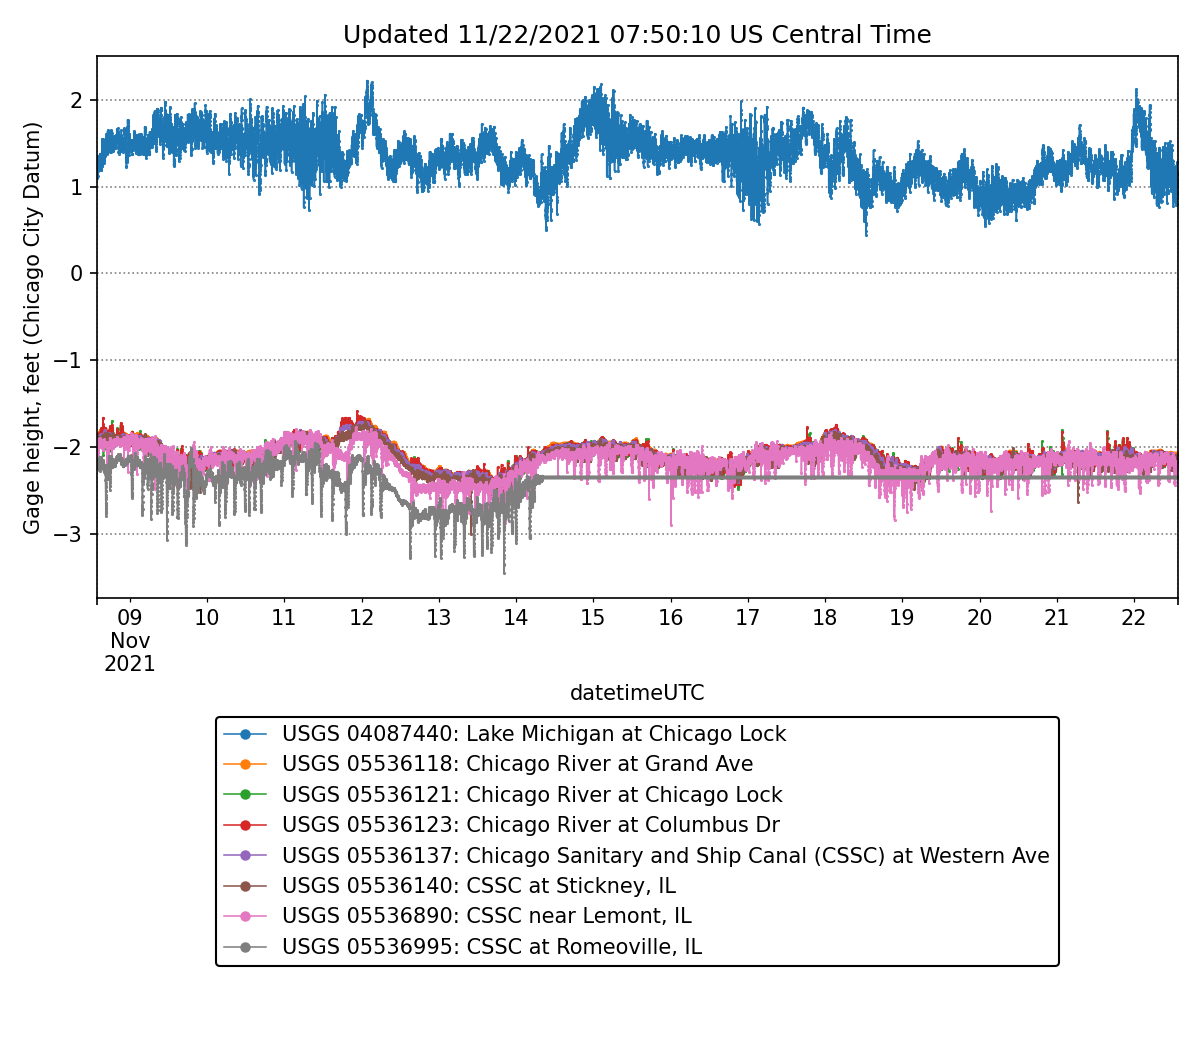 Updated 11/22/2021 07:50:10 US Central Time
Gage height, feet (Chicago City Datum)
2
1
0
−1
−2
−3
09 10 11 12 13 14 15 16 17 18 19 20 21 22
Nov
2021
datetimeUTC
USGS 04087440: Lake Michigan at Chicago Lock
USGS 05536118: Chicago River at Grand Ave
USGS 05536121: Chicago River at Chicago Lock
USGS 05536123: Chicago River at Columbus Dr
USGS 05536137: Chicago Sanitary and Ship Canal (CSSC) at Western Ave
USGS 05536140: CSSC at Stickney, IL
USGS 05536890: CSSC near Lemont, IL
USGS 05536995: CSSC at Romeoville, IL